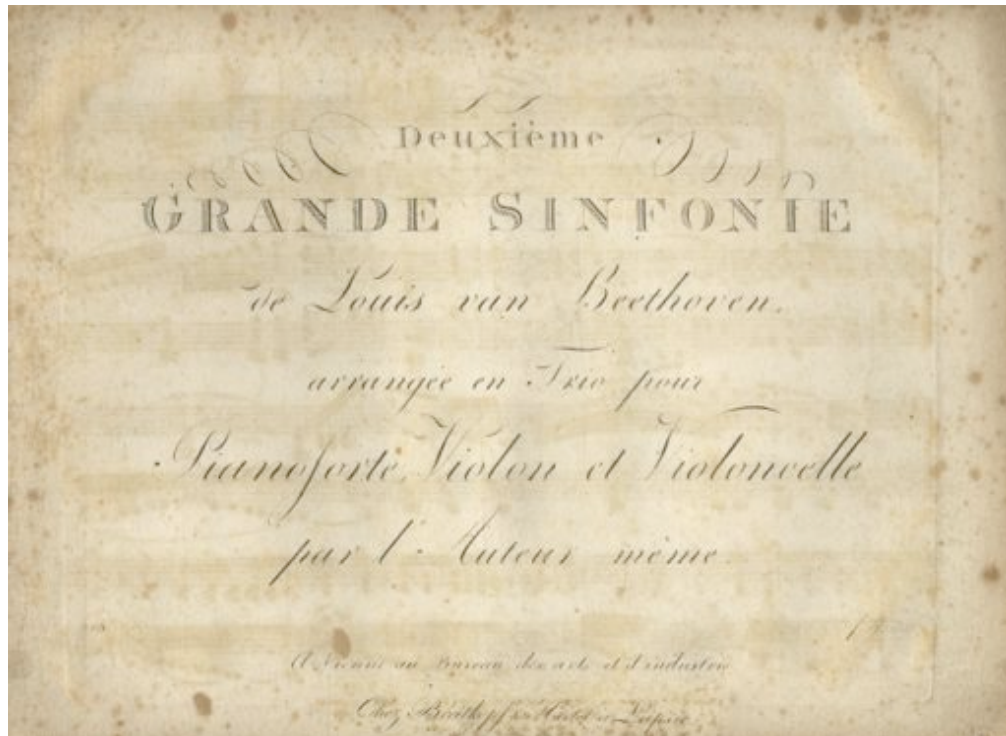 Deuxième
GRANDE SINFONIE
de Louis van Beethoven.
arrangée en Trio pour
Pianoforte, Violon et Violoncelle
par l'Auteur même.
A Vienne au Bureau des arts et d'industrie
Chez Breitkopf Härtel Leipsic